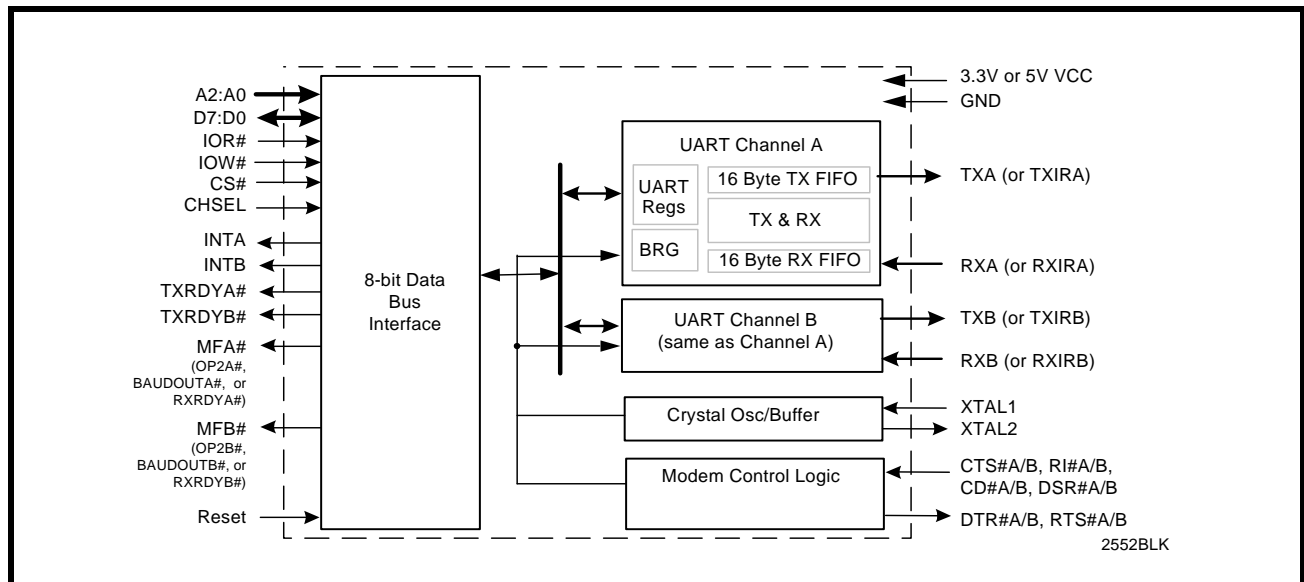 A2:A0
D7:D0
IOR#
IOW#
CS#
CHSEL
INTA
INTB
TXRDYA#
TXRDYB#
MFA#
(OP2A#,
BAUDOUTA#, or
RXRDYA#)
MFB#
(OP2B#,
BAUDOUTB#, or
RXRDYB#)
Reset
8-bit Data
Bus
Interface
UART Channel A
UART
Regs
BRG
16 Byte TX FIFO
TX & RX
16 Byte RX FIFO
UART Channel B
(same as Channel A)
Crystal Osc/Buffer
Modem Control Logic
3.3V or 5V VCC
GND
TXA (or TXIRA)
RXA (or RXIRA)
TXB (or TXIRB)
RXB (or RXIRB)
XTAL1
XTAL2
CTS#A/B, RI#A/B,
CD#A/B, DSR#A/B
DTR#A/B, RTS#A/B
2552BLK